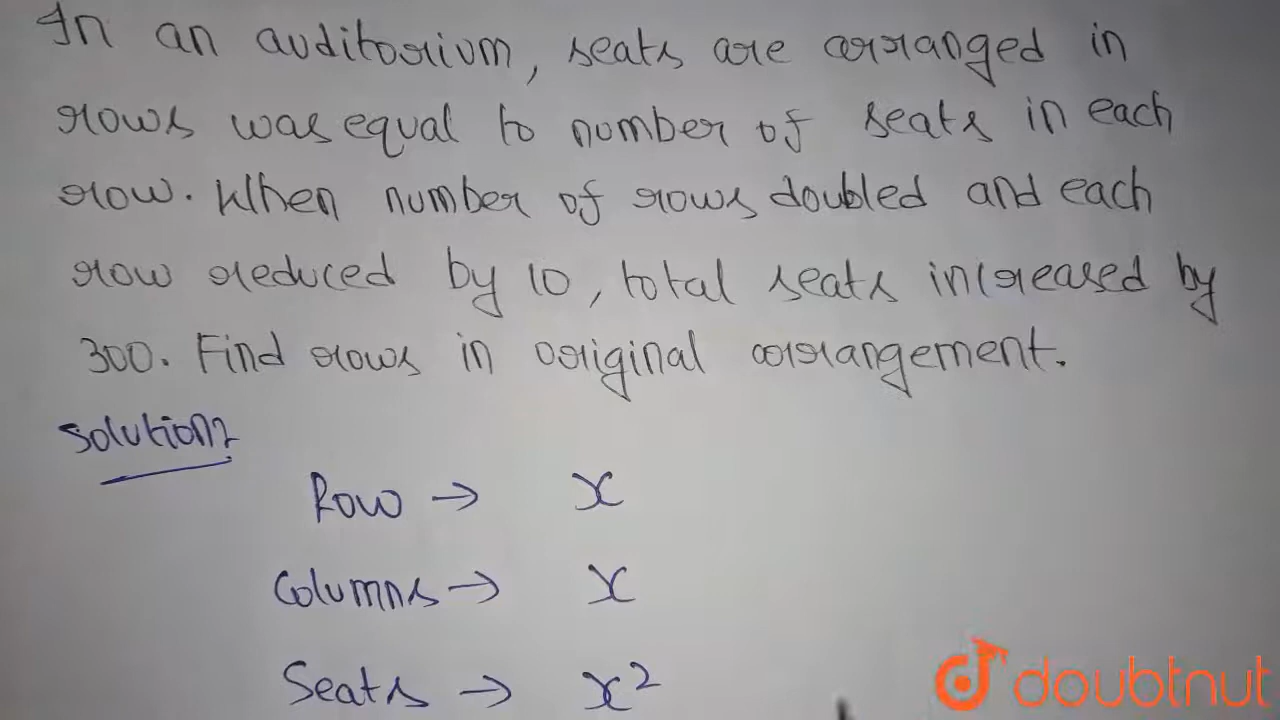 In an auditorium, seats are arranged in
rows was equal to number of seats in each
row. When number of rows doubled and each
row reduced by 10, total seats increased by
300. Find rows in original arrangement.
Solution:
Row → x
Columns → x
Seats → x²
doubtnut